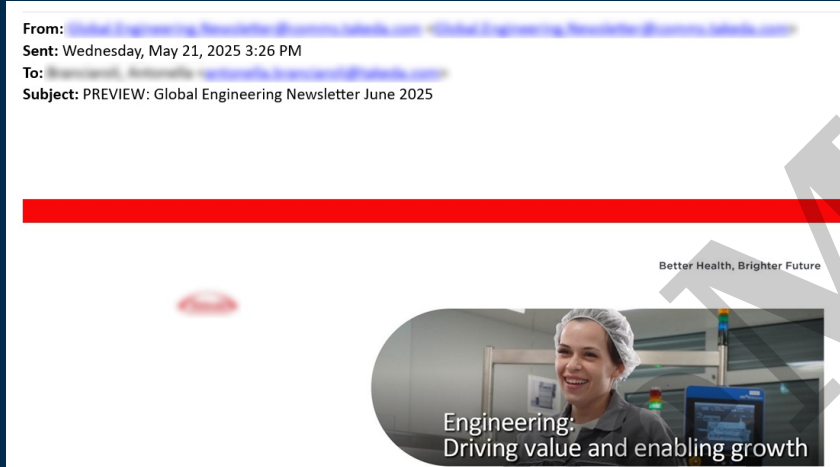 From:
Sent: Wednesday, May 21, 2025 3:26 PM
To:
Subject: PREVIEW: Global Engineering Newsletter June 2025
Better Health, Brighter Future
Engineering:
Driving value and enabling growth